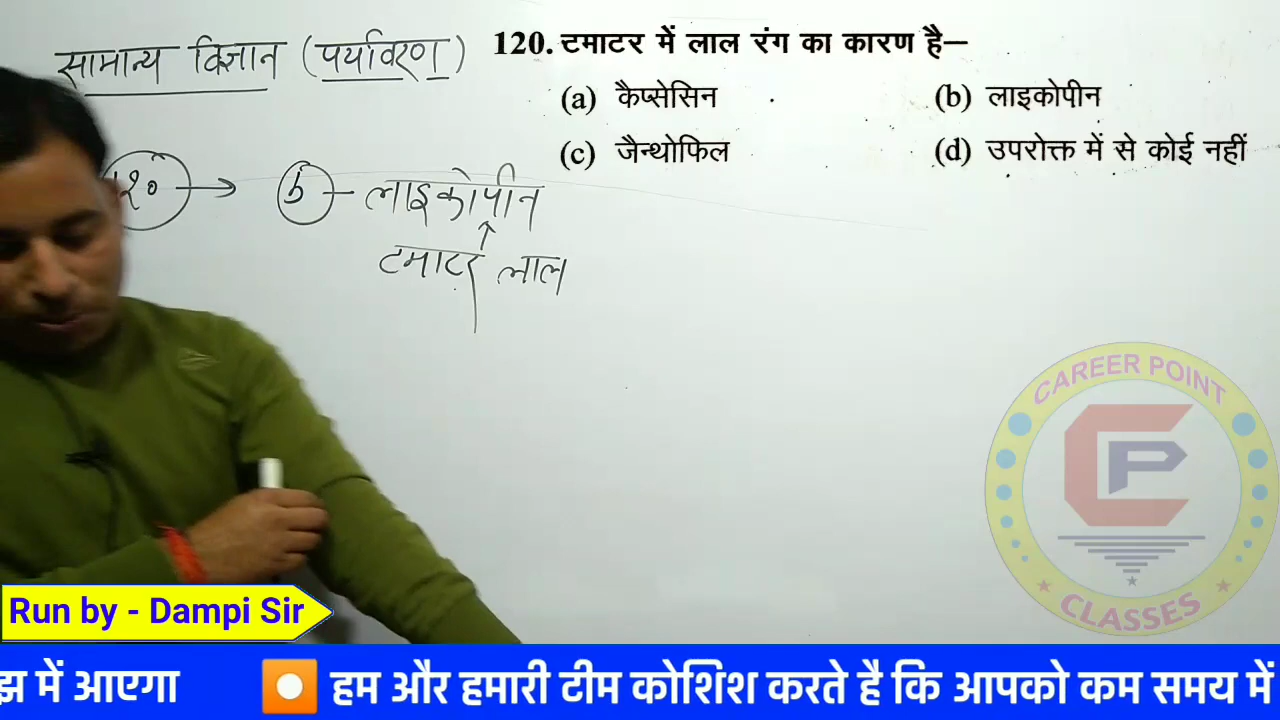 सामान्य विज्ञान (पर्यावरण)
120. टमाटर में लाल रंग का कारण है—
(a) कैप्सेसिन
(b) लाइकोपीन
(c) जैन्थोफिल
(d) उपरोक्त में से कोई नहीं
१२० → b - लाइकोपीन
टमाटर लाल
CAREER POINT
CP
CLASSES
Run by - Dampi Sir
झ में आएगा हम और हमारी टीम कोशिश करते है कि आपको कम समय में